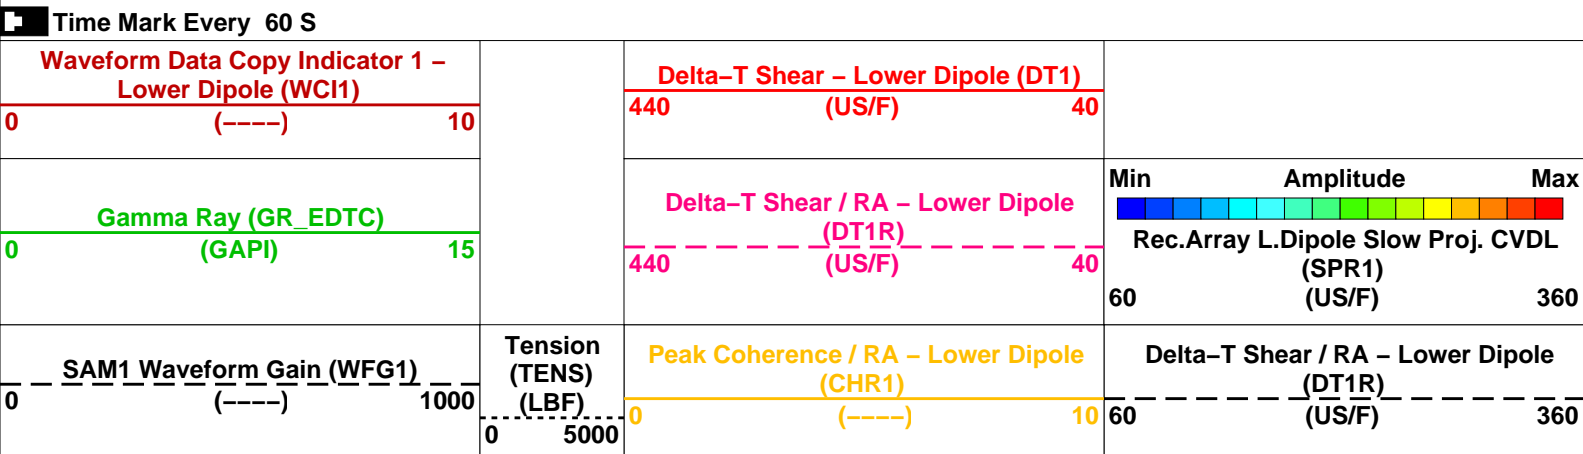 Time Mark Every 60 S
Waveform Data Copy Indicator 1 –
Lower Dipole (WCI1)
0 (––––) 10
Gamma Ray (GR_EDTC)
0 (GAPI) 15
SAM1 Waveform Gain (WFG1)
0 (––––) 1000
Tension
(TENS)
(LBF)
0 5000
Delta–T Shear – Lower Dipole (DT1)
440 (US/F) 40
Delta–T Shear / RA – Lower Dipole
(DT1R)
440 (US/F) 40
Peak Coherence / RA – Lower Dipole
(CHR1)
0 (––––) 10
Min Amplitude Max
Rec.Array L.Dipole Slow Proj. CVDL
(SPR1)
60 (US/F) 360
Delta–T Shear / RA – Lower Dipole
(DT1R)
60 (US/F) 360